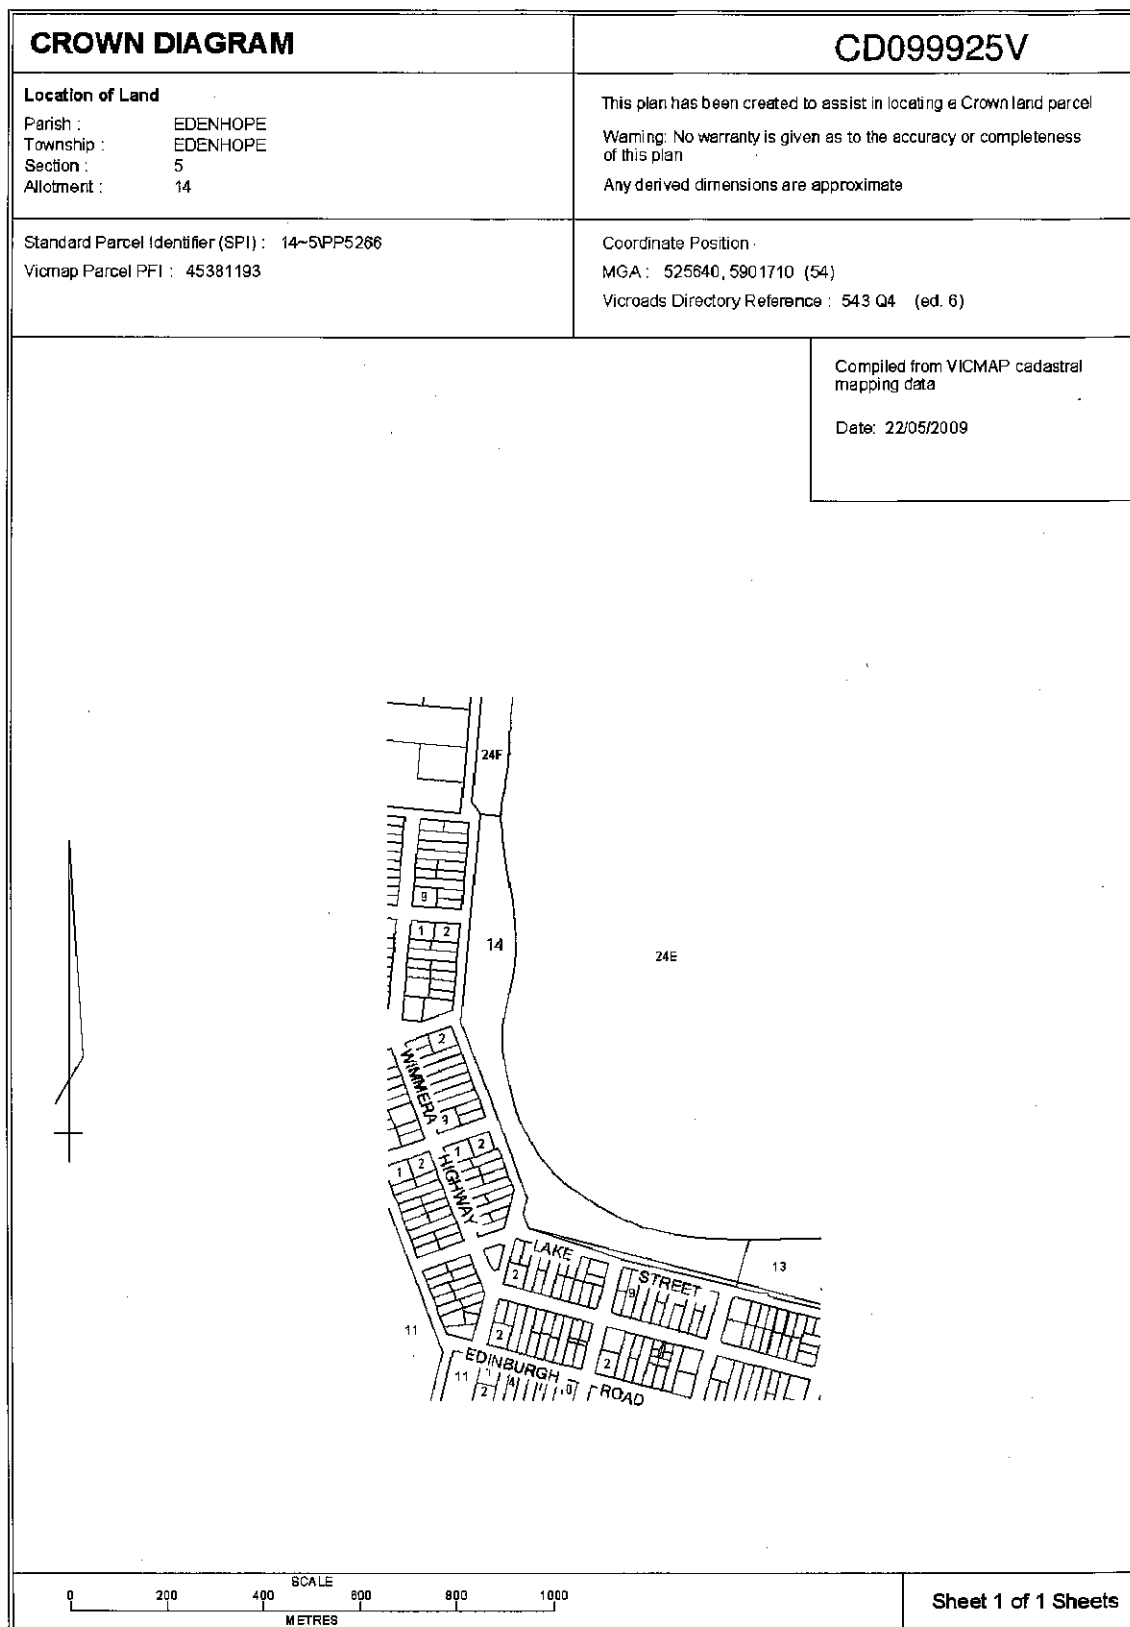 CROWN DIAGRAM
CD099925V
Location of Land
Parish : EDENHOPE
Township : EDENHOPE
Section : 5
Allotment : 14
This plan has been created to assist in locating a Crown land parcel
Warning: No warranty is given as to the accuracy or completeness
of this plan
Any derived dimensions are approximate
Standard Parcel Identifier (SPI) : 14~5\PP5266
Vicmap Parcel PFI : 45381193
Coordinate Position
MGA : 525640, 5901710 (54)
Vicroads Directory Reference : 543 Q4 (ed. 6)
Compiled from VICMAP cadastral
mapping data
Date: 22/05/2009
24F
9
1 2
14
24E
2
WIMMERA
9
1 2
HIGHWAY
1 2
LAKE
2
STREET
9
13
11
2
2
EDINBURGH
11
2
4
ROAD
SCALE
0 200 400 600 800 1000
METRES
Sheet 1 of 1 Sheets